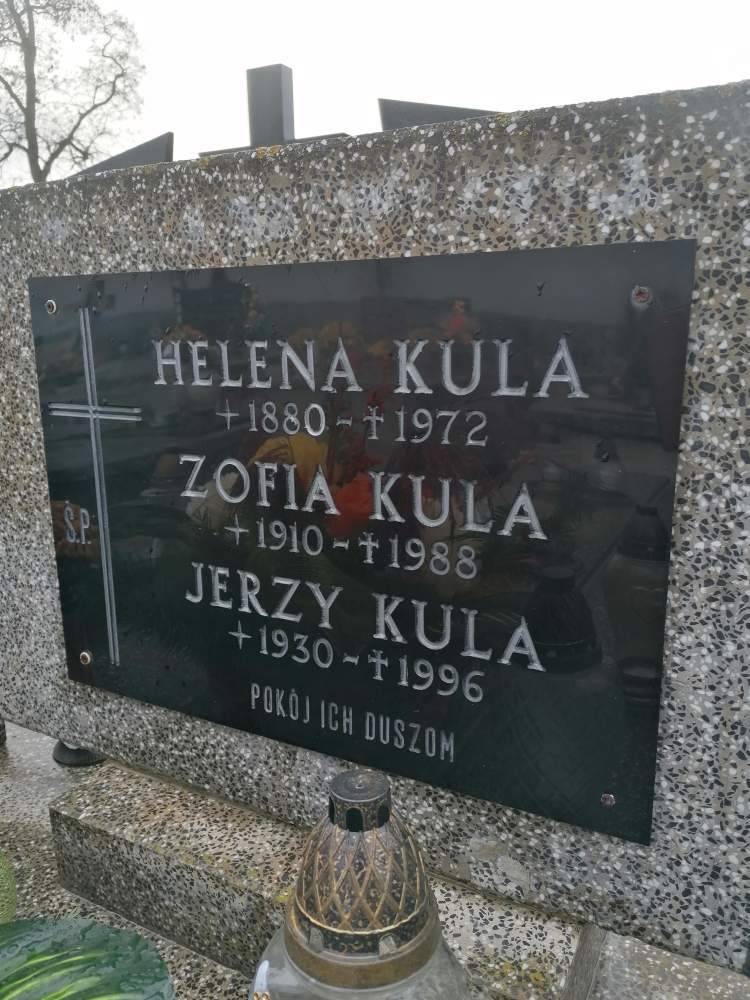 HELENA KULA
+1880 - ✝1972
ZOFIA KULA
+1910 - ✝1988
Ś.P.
JERZY KULA
+1930 - ✝1996
POKÓJ ICH DUSZOM